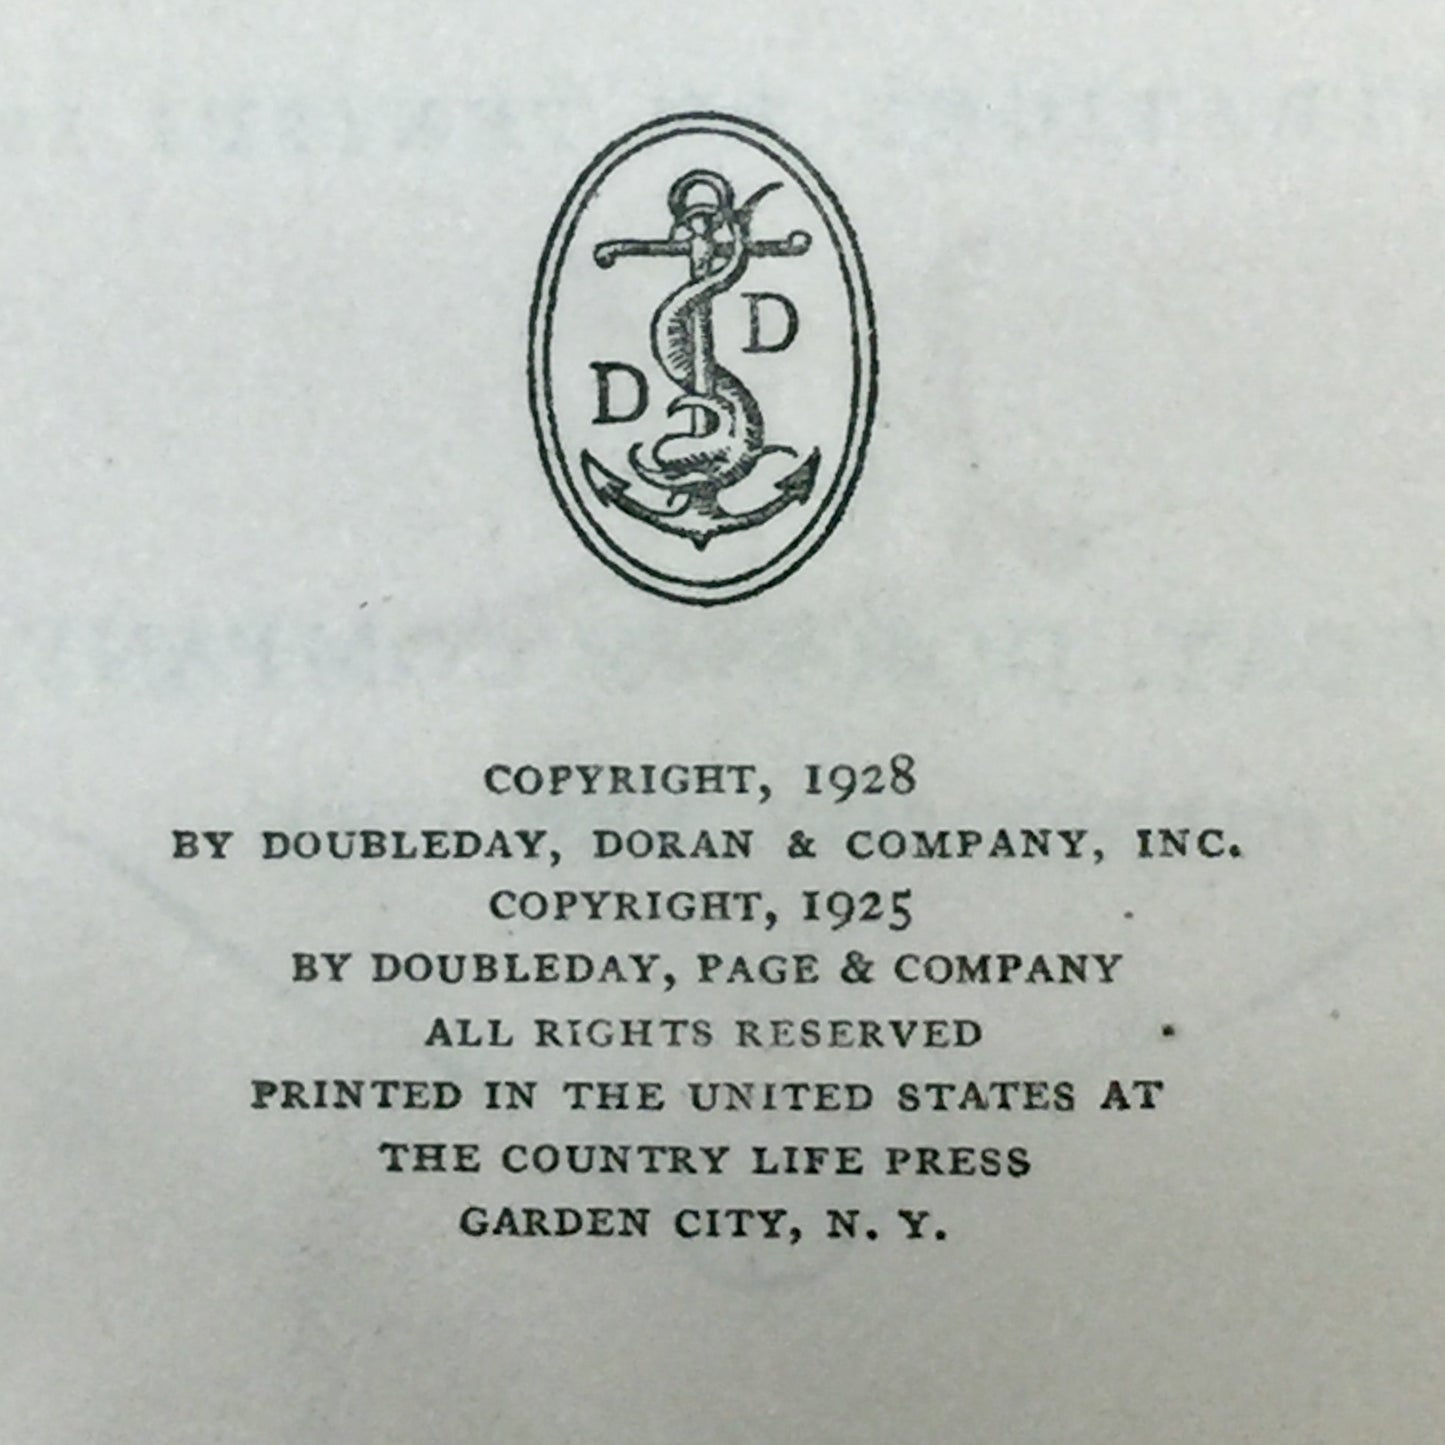 D
D
COPYRIGHT, 1928
BY DOUBLEDAY, DORAN & COMPANY, INC.
COPYRIGHT, 1925
BY DOUBLEDAY, PAGE & COMPANY
ALL RIGHTS RESERVED
PRINTED IN THE UNITED STATES AT
THE COUNTRY LIFE PRESS
GARDEN CITY, N. Y.